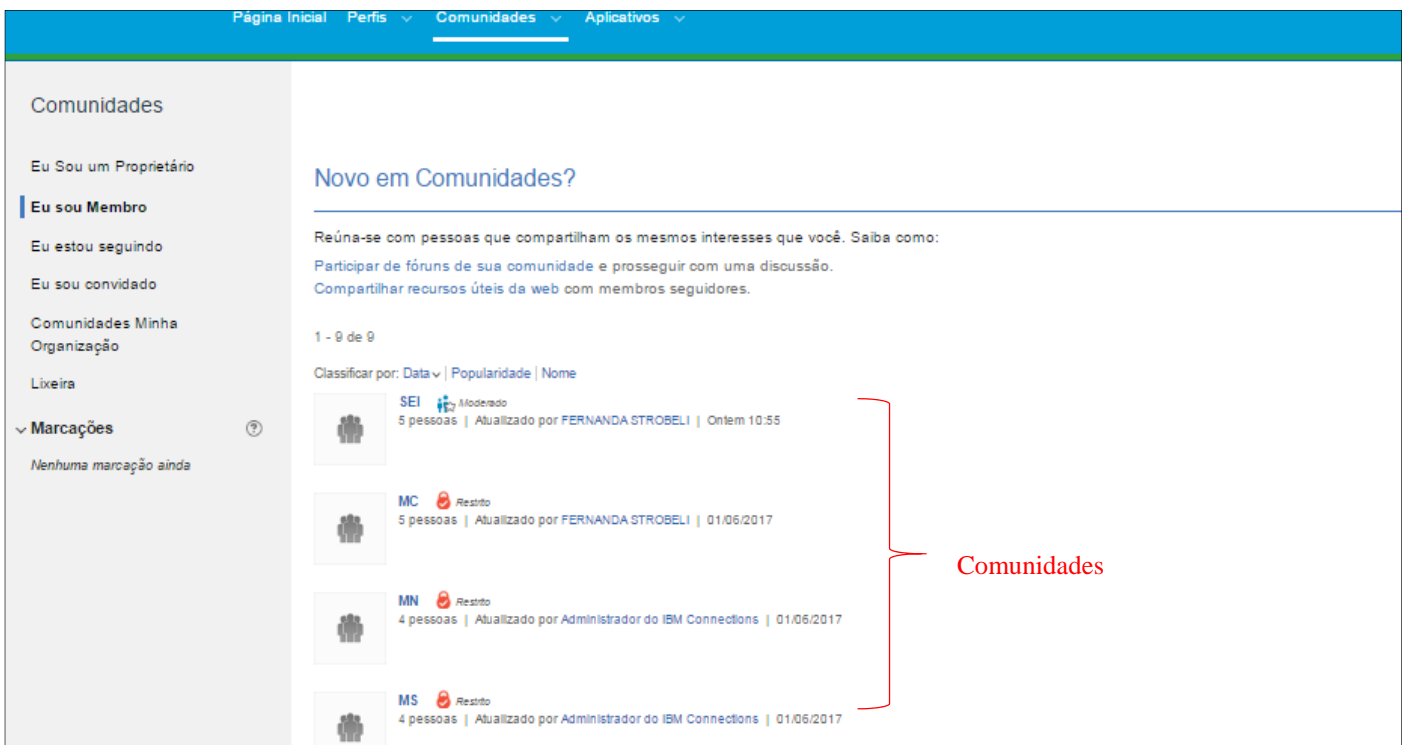 Página Inicial Perfis Comunidades Aplicativos
Comunidades
Eu Sou um Proprietário
Eu sou Membro
Eu estou seguindo
Eu sou convidado
Comunidades Minha
Organização
Lixeira
Marcações
Nenhuma marcação ainda
Novo em Comunidades?
Reúna-se com pessoas que compartilham os mesmos interesses que você. Saiba como:
Participar de fóruns de sua comunidade e prosseguir com uma discussão.
Compartilhar recursos úteis da web com membros seguidores.
1 - 9 de 9
Classificar por: Data | Popularidade | Nome
SEI Moderado
5 pessoas | Atualizado por FERNANDA STROBELI | Ontem 10:55
MC Restrito
5 pessoas | Atualizado por FERNANDA STROBELI | 01/06/2017
MN Restrito
4 pessoas | Atualizado por Administrador do IBM Connections | 01/06/2017
MS Restrito
4 pessoas | Atualizado por Administrador do IBM Connections | 01/06/2017
Comunidades